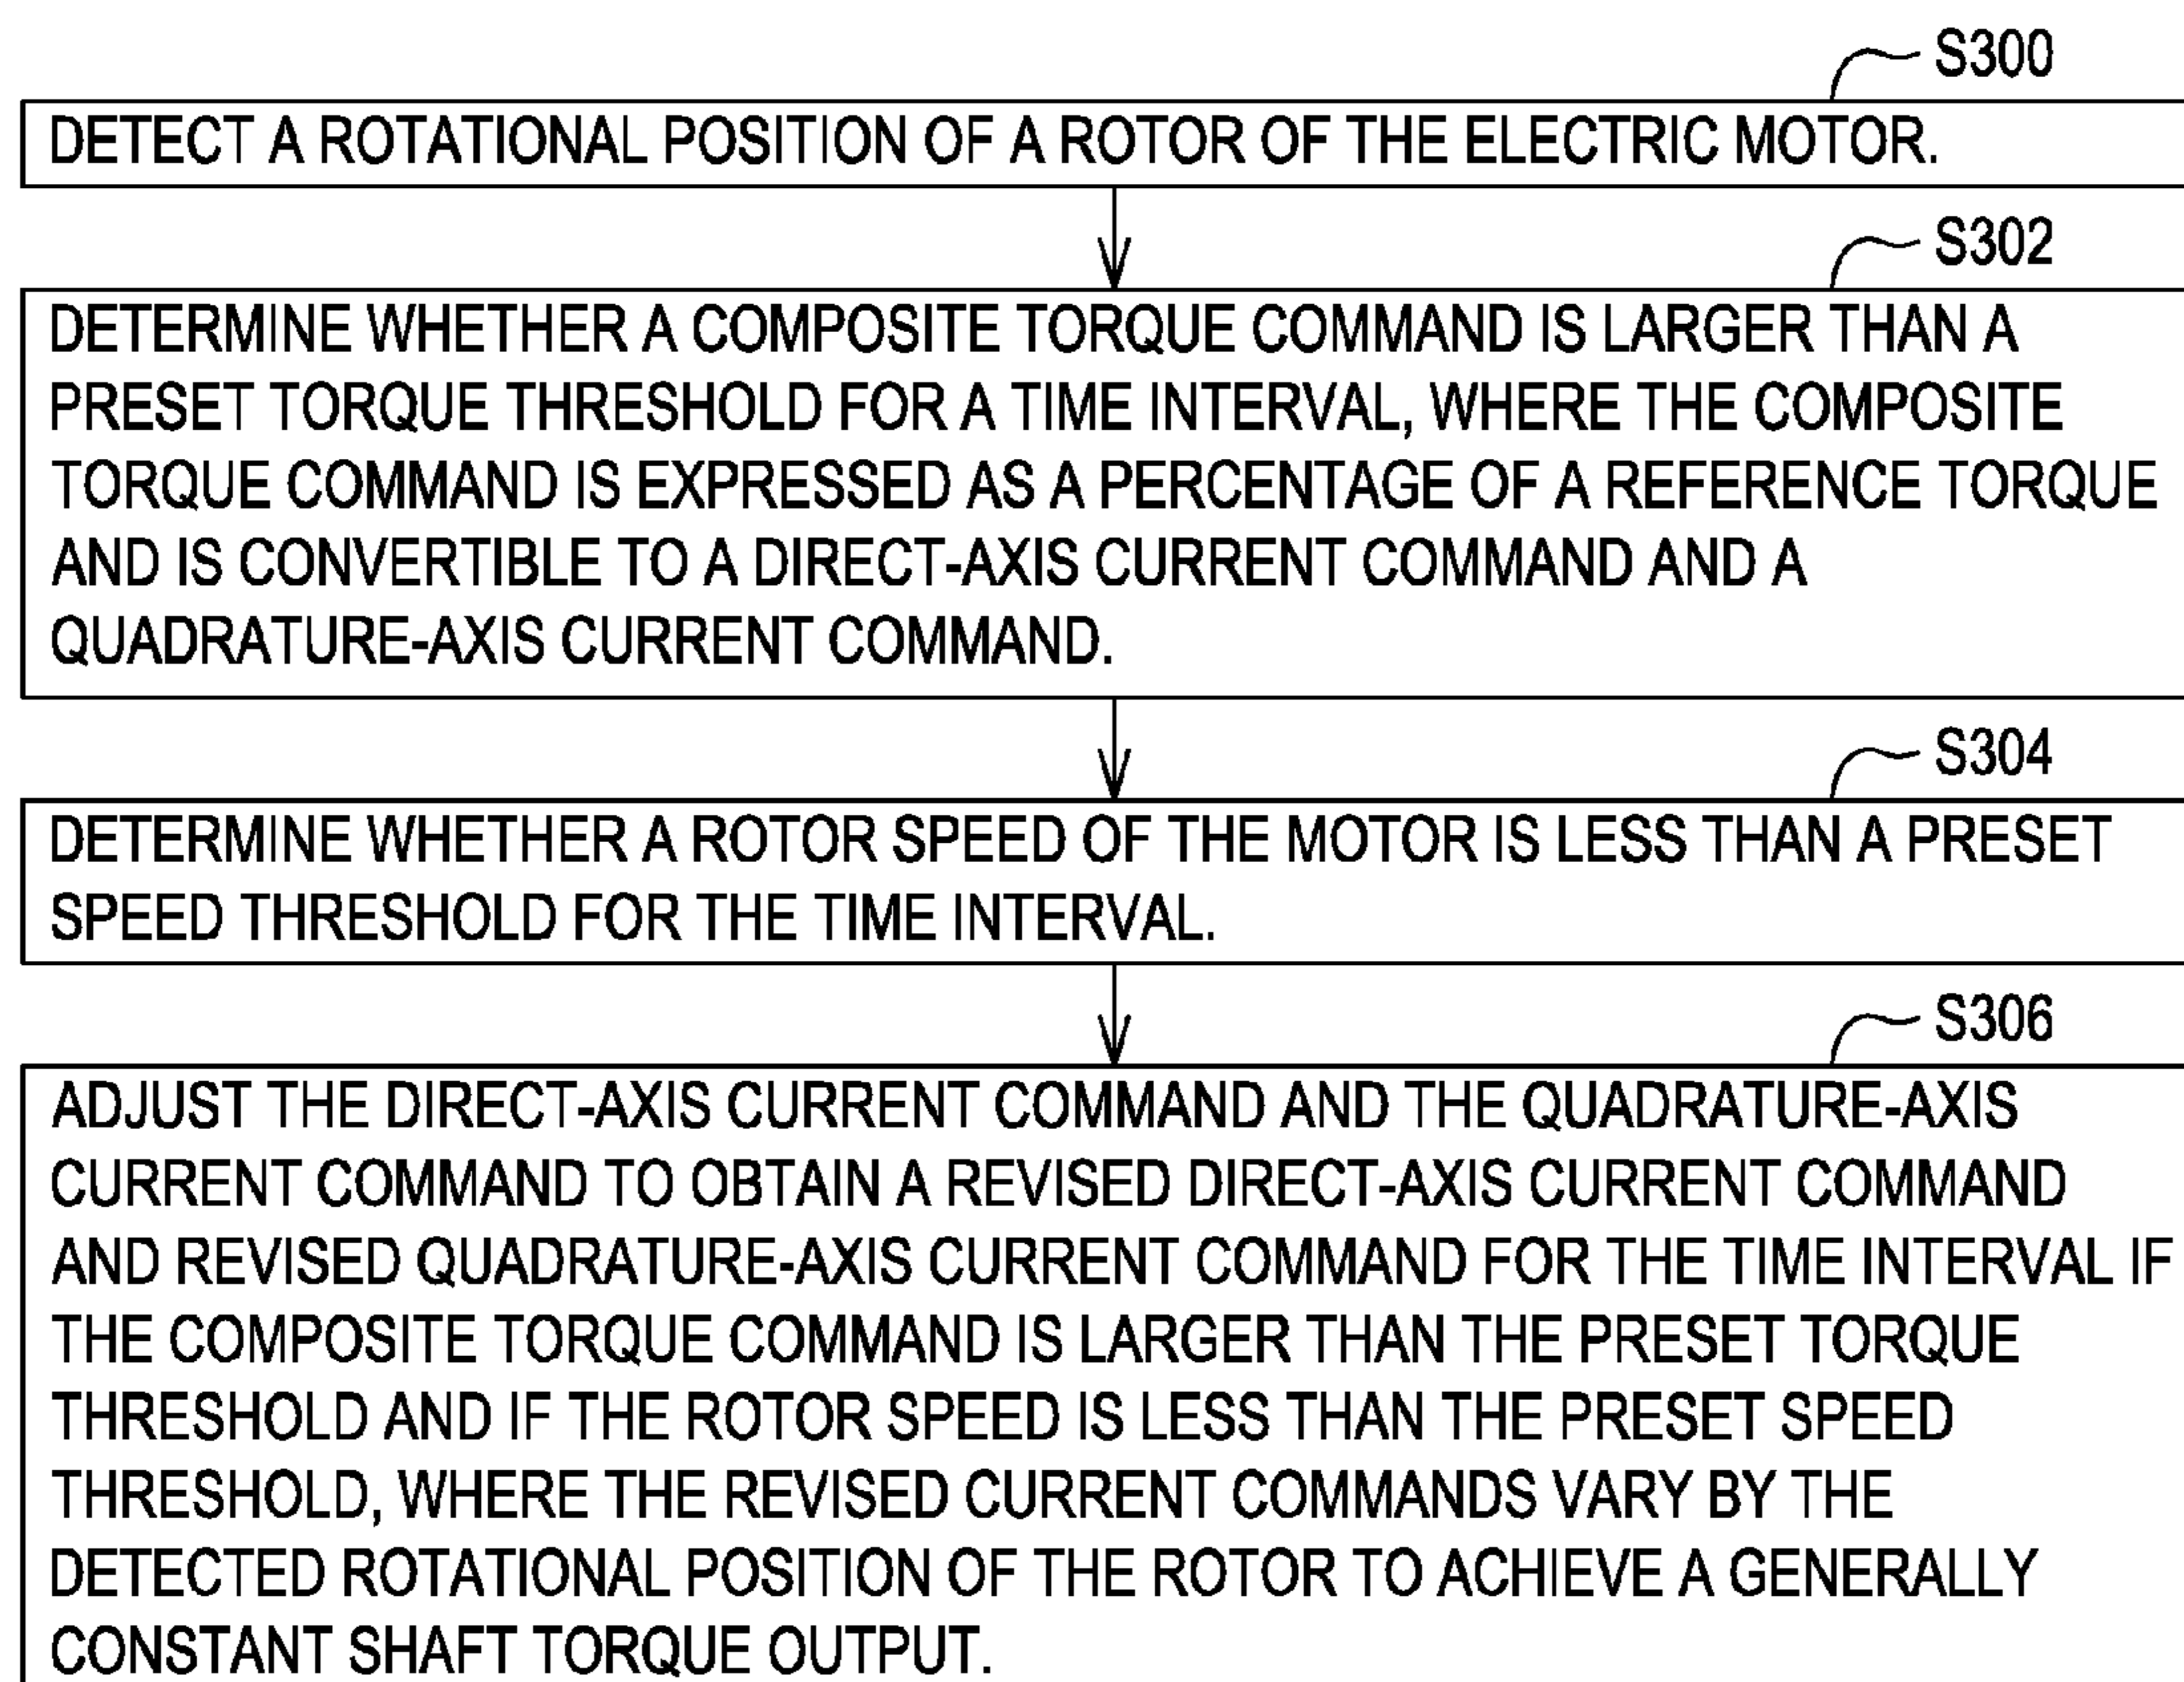 S300
DETECT A ROTATIONAL POSITION OF A ROTOR OF THE ELECTRIC MOTOR.
S302
DETERMINE WHETHER A COMPOSITE TORQUE COMMAND IS LARGER THAN A
PRESET TORQUE THRESHOLD FOR A TIME INTERVAL, WHERE THE COMPOSITE
TORQUE COMMAND IS EXPRESSED AS A PERCENTAGE OF A REFERENCE TORQUE
AND IS CONVERTIBLE TO A DIRECT-AXIS CURRENT COMMAND AND A
QUADRATURE-AXIS CURRENT COMMAND.
S304
DETERMINE WHETHER A ROTOR SPEED OF THE MOTOR IS LESS THAN A PRESET
SPEED THRESHOLD FOR THE TIME INTERVAL.
S306
ADJUST THE DIRECT-AXIS CURRENT COMMAND AND THE QUADRATURE-AXIS
CURRENT COMMAND TO OBTAIN A REVISED DIRECT-AXIS CURRENT COMMAND
AND REVISED QUADRATURE-AXIS CURRENT COMMAND FOR THE TIME INTERVAL IF
THE COMPOSITE TORQUE COMMAND IS LARGER THAN THE PRESET TORQUE
THRESHOLD AND IF THE ROTOR SPEED IS LESS THAN THE PRESET SPEED
THRESHOLD, WHERE THE REVISED CURRENT COMMANDS VARY BY THE
DETECTED ROTATIONAL POSITION OF THE ROTOR TO ACHIEVE A GENERALLY
CONSTANT SHAFT TORQUE OUTPUT.